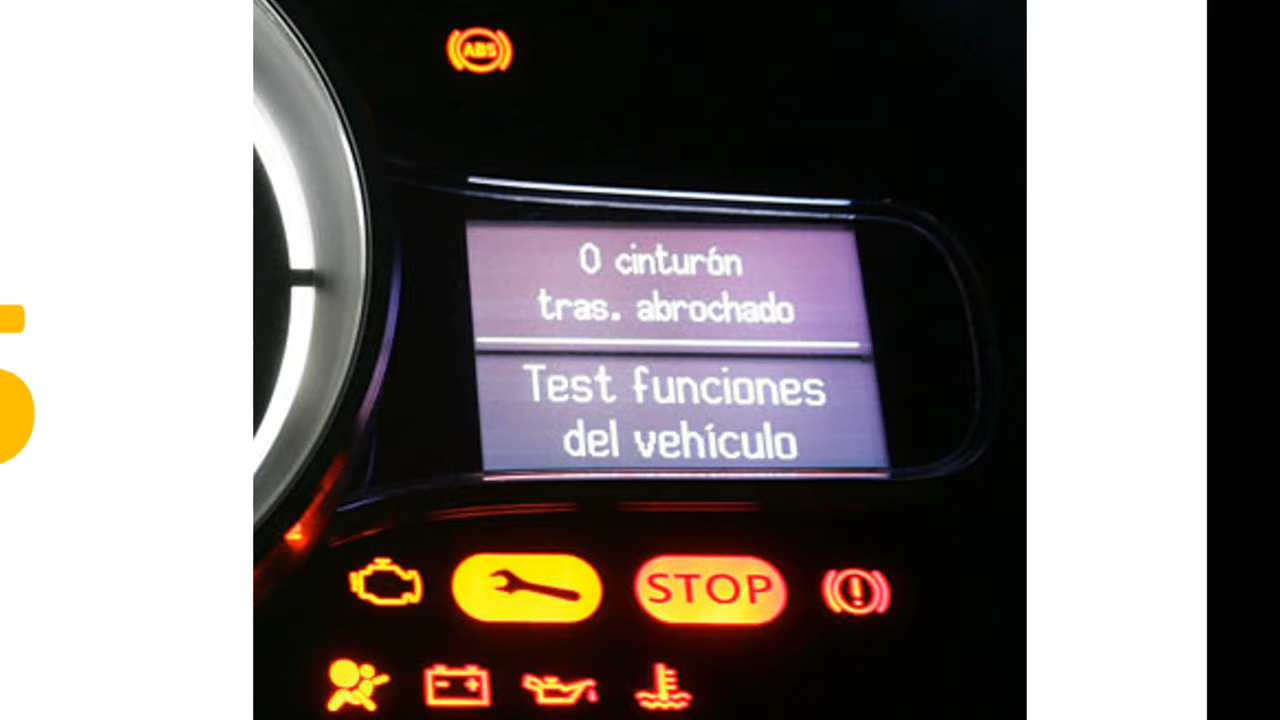 ABS
0 cinturón
tras. abrochado
Test funciones
del vehículo
STOP